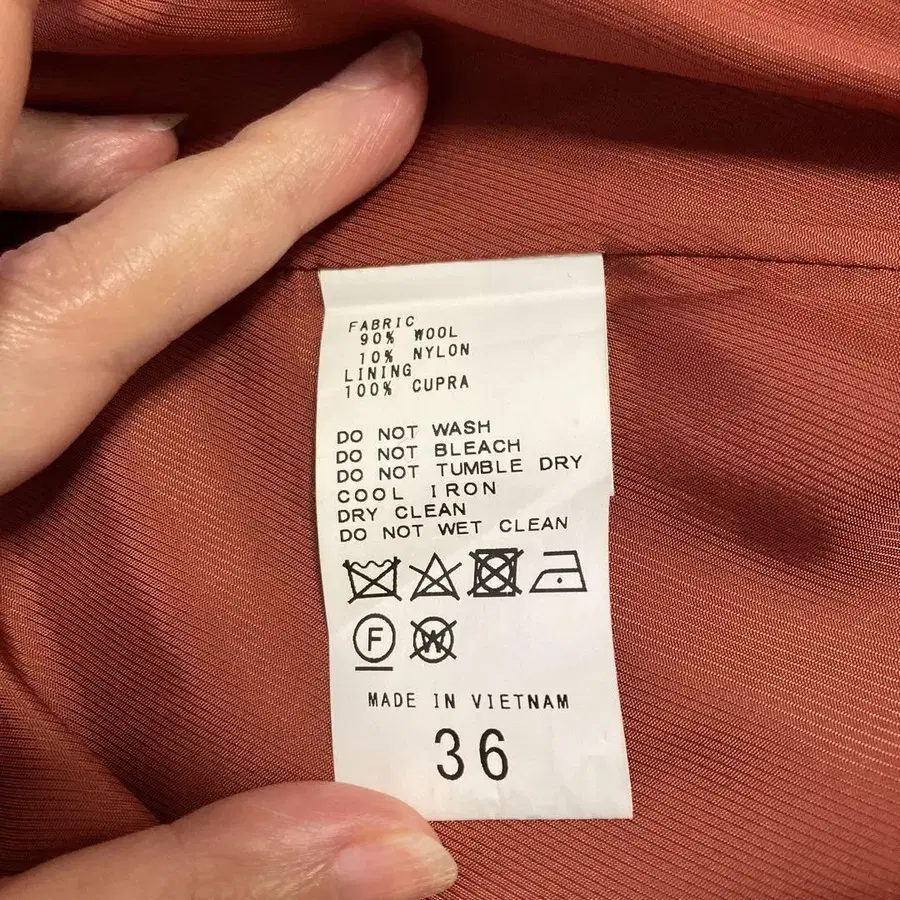 FABRIC
90% WOOL
10% NYLON
LINING
100% CUPRA
DO NOT WASH
DO NOT BLEACH
DO NOT TUMBLE DRY
COOL IRON
DRY CLEAN
DO NOT WET CLEAN
F W
MADE IN VIETNAM
36